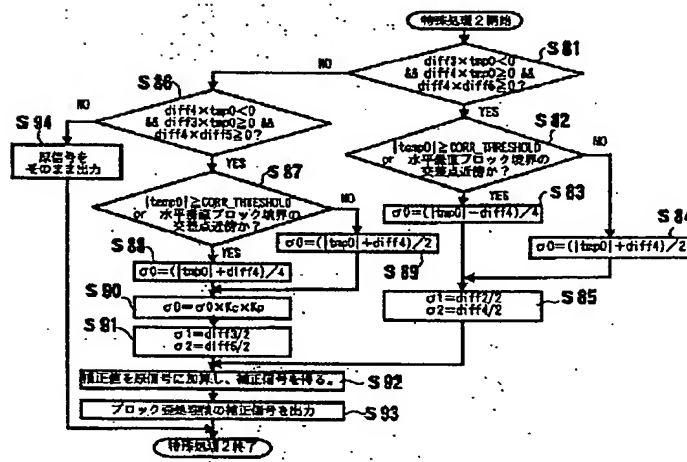 特殊処理2開始
S81
diff3×tmp0<0
&& diff4×tmp0≥0 &&
diff4×diff6≤0?
NO
YES
S86
diff4×tmp0<0
&& diff3×tmp0≥0 &&
diff4×diff5≥0?
NO
YES
S94
原信号を
そのまま出力
S82
|temp0|≥CORR_THRESHOLD
or 水平垂直ブロック境界の
交差点近傍か?
NO
YES
S87
|temp0|≥CORR_THRESHOLD
or 水平垂直ブロック境界の
交差点近傍か?
NO
YES
S83
σ0=(|tmp0|-diff4)/4
S84
σ0=(|tmp0|+diff4)/2
S88
σ0=(|tmp0|+diff4)/4
σ0=(|tmp0|+diff4)/2
S89
S90
σ0=σ0×Kc×Kp
S85
σ1=diff2/2
σ2=diff4/2
S91
σ1=diff3/2
σ2=diff5/2
補正値を原信号に加算し、補正信号を得る。
S92
ブロック歪処理後の補正信号を出力
S93
特殊処理2終了